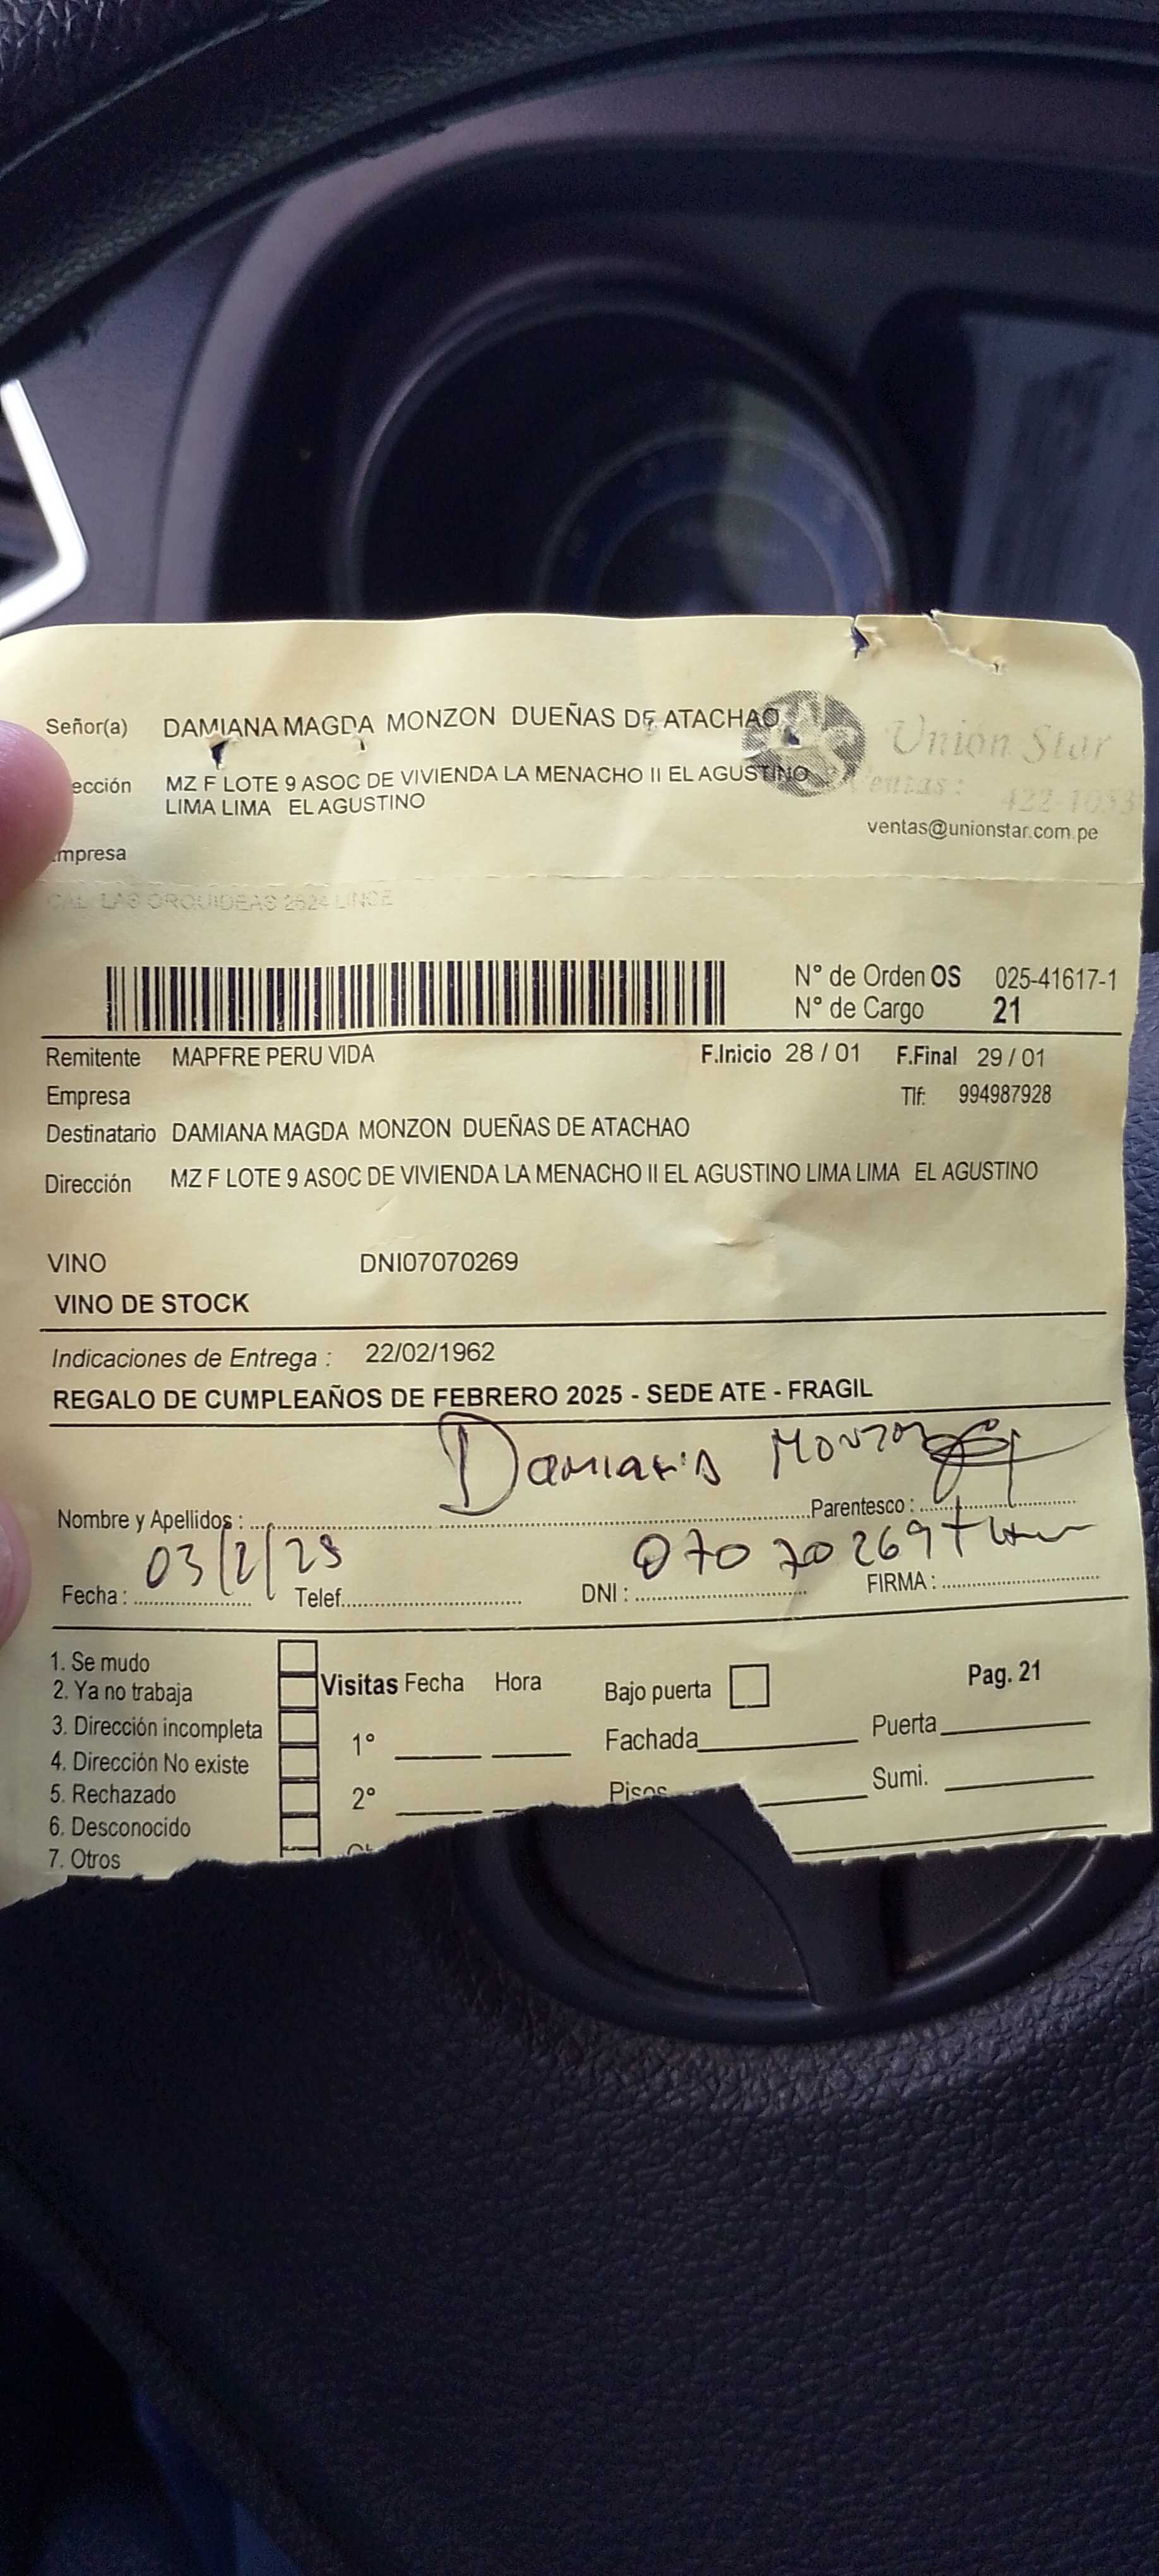 Señor(a) DAMIANA MAGDA MONZON DUEÑAS DE ATACHAO
Unión Star
ección MZ F LOTE 9 ASOC DE VIVIENDA LA MENACHO II EL AGUSTINO
LIMA LIMA EL AGUSTINO
Ventas: 422-1053
ventas@unionstar.com.pe
mpresa
CAL. LAS ORQUIDEAS 2624 LINCE
N° de Orden OS 025-41617-1
N° de Cargo 21
Remitente MAPFRE PERU VIDA F.Inicio 28 / 01 F.Final 29 / 01
Empresa Tlf: 994987928
Destinatario DAMIANA MAGDA MONZON DUEÑAS DE ATACHAO
Dirección MZ F LOTE 9 ASOC DE VIVIENDA LA MENACHO II EL AGUSTINO LIMA LIMA EL AGUSTINO
VINO DNI07070269
VINO DE STOCK
Indicaciones de Entrega : 22/02/1962
REGALO DE CUMPLEAÑOS DE FEBRERO 2025 - SEDE ATE - FRAGIL
Monzon
Nombre y Apellidos : Parentesco :
03/2/25 07070269
Fecha : Telef. DNI : FIRMA :
1. Se mudo
2. Ya no trabaja
3. Dirección incompleta
4. Dirección No existe
5. Rechazado
6. Desconocido
7. Otros
Visitas Fecha Hora
1°
2°
Bajo puerta
Fachada
Pisos
Pag. 21
Puerta
Sumi.